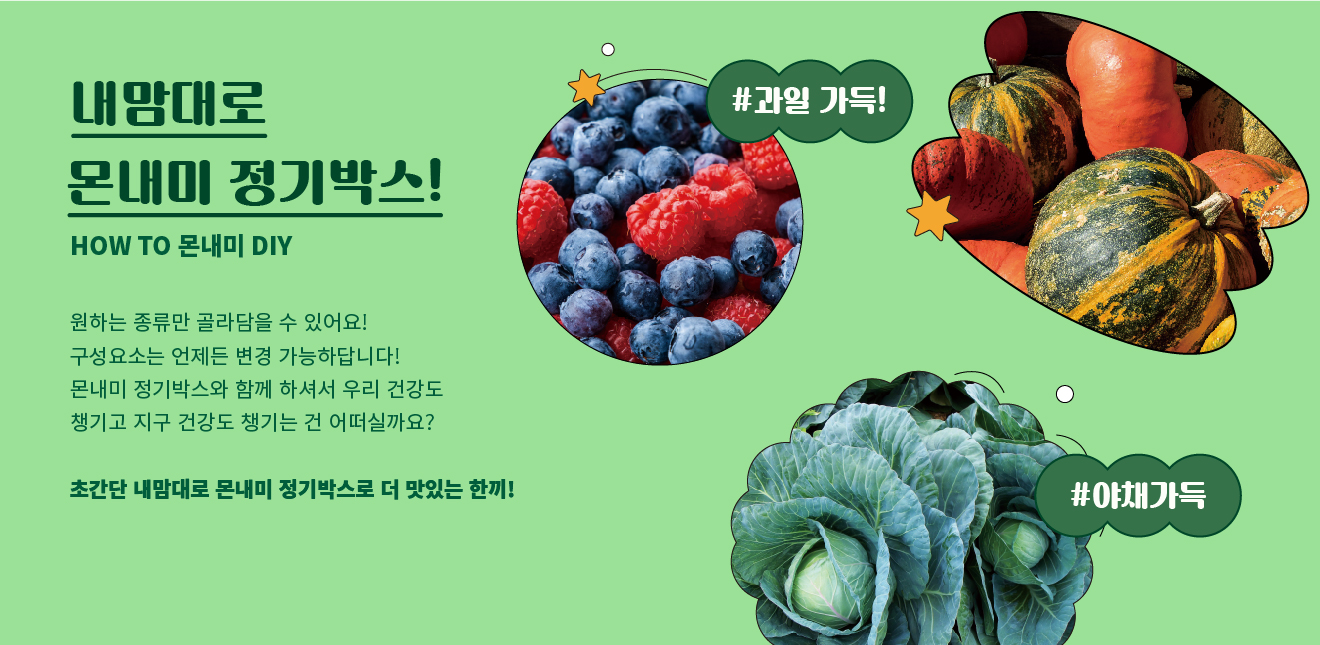 내맘대로
몬내미 정기박스!
HOW TO 몬내미 DIY
원하는 종류만 골라담을 수 있어요!
구성요소는 언제든 변경 가능하답니다!
몬내미 정기박스와 함께 하셔서 우리 건강도
챙기고 지구 건강도 챙기는 건 어떠실까요?
초간단 내맘대로 몬내미 정기박스로 더 맛있는 한끼!
#과일 가득!
#야채가득